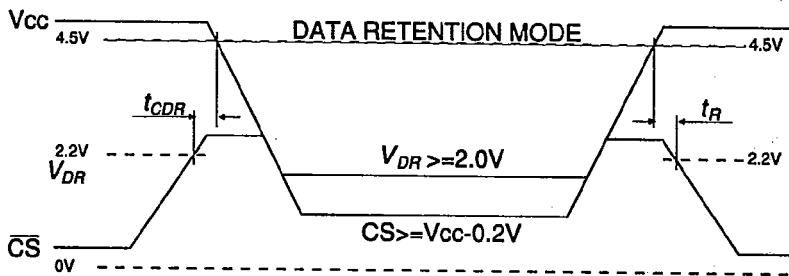 Vcc
4.5V
DATA RETENTION MODE
4.5V
tCDR
tR
2.2V
VDR
VDR >=2.0V
2.2V
CS>=Vcc-0.2V
CS
0V